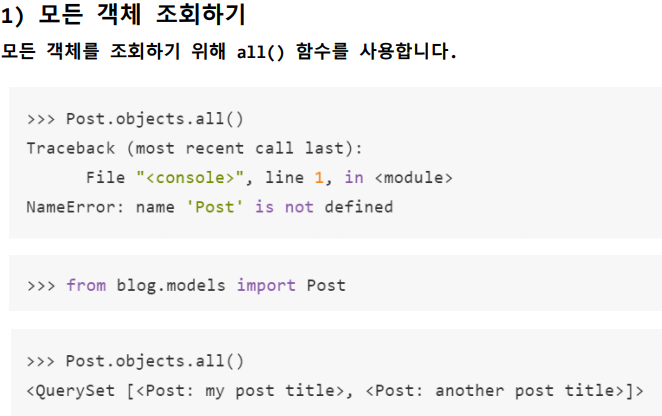 1) 모든 객체 조회하기
모든 객체를 조회하기 위해 all() 함수를 사용합니다.
>>> Post.objects.all()
Traceback (most recent call last):
File "<console>", line 1, in <module>
NameError: name 'Post' is not defined
>>> from blog.models import Post
>>> Post.objects.all()
<QuerySet [<Post: my post title>, <Post: another post title>]>